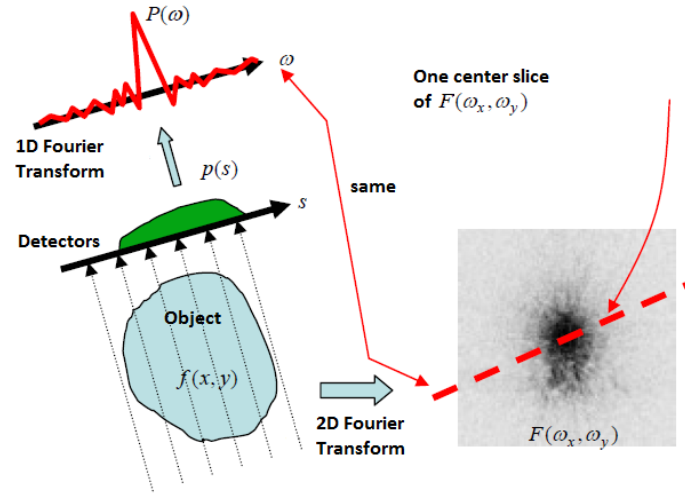 P(ω)
ω
One center slice
of F(ωx, ωy)
1D Fourier
Transform
p(s)
same
s
Detectors
Object
f(x, y)
2D Fourier
Transform
F(ωx, ωy)